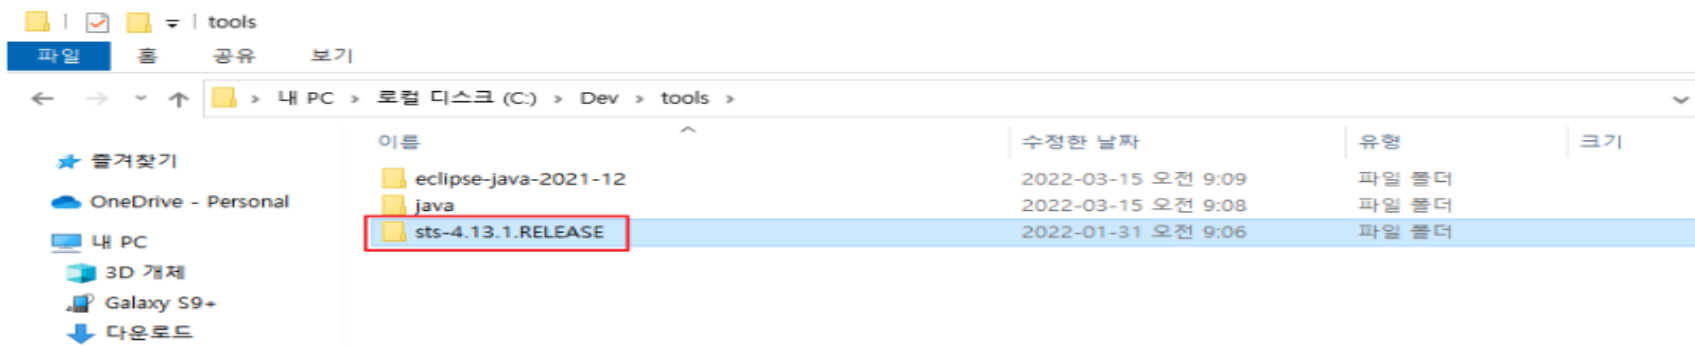 tools
파일 홈 공유 보기
내 PC > 로컬 디스크 (C:) > Dev > tools >
이름 수정한 날짜 유형 크기
즐겨찾기
eclipse-java-2021-12 2022-03-15 오전 9:09 파일 폴더
OneDrive - Personal
java 2022-03-15 오전 9:08 파일 폴더
sts-4.13.1.RELEASE 2022-01-31 오전 9:06 파일 폴더
내 PC
3D 개체
Galaxy S9+
다운로드